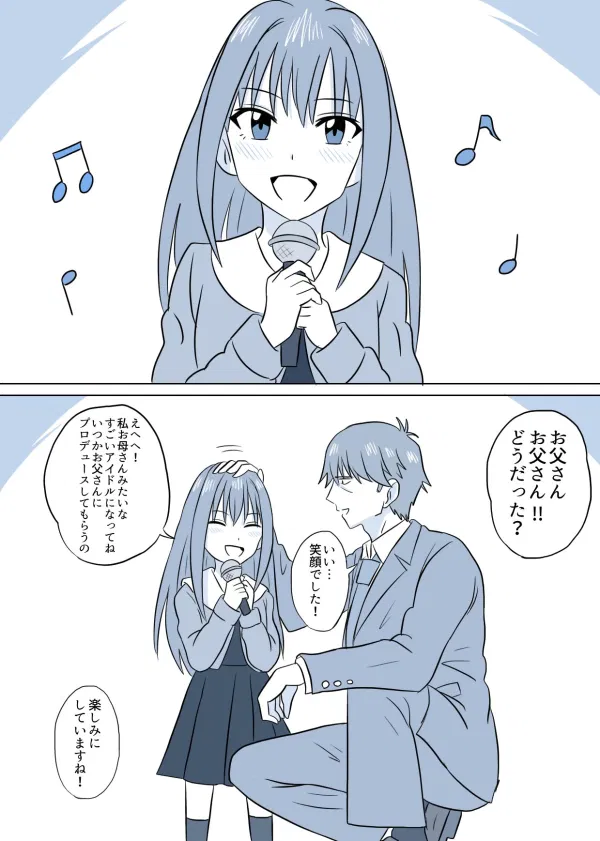 お父さん
お父さん!!
どうだった?
いい…
笑顔でした!
えへへ!
私お母さんみたいな
すごいアイドルになってね
いつかお父さんに
プロデュースしてもらうの
楽しみに
していますね!